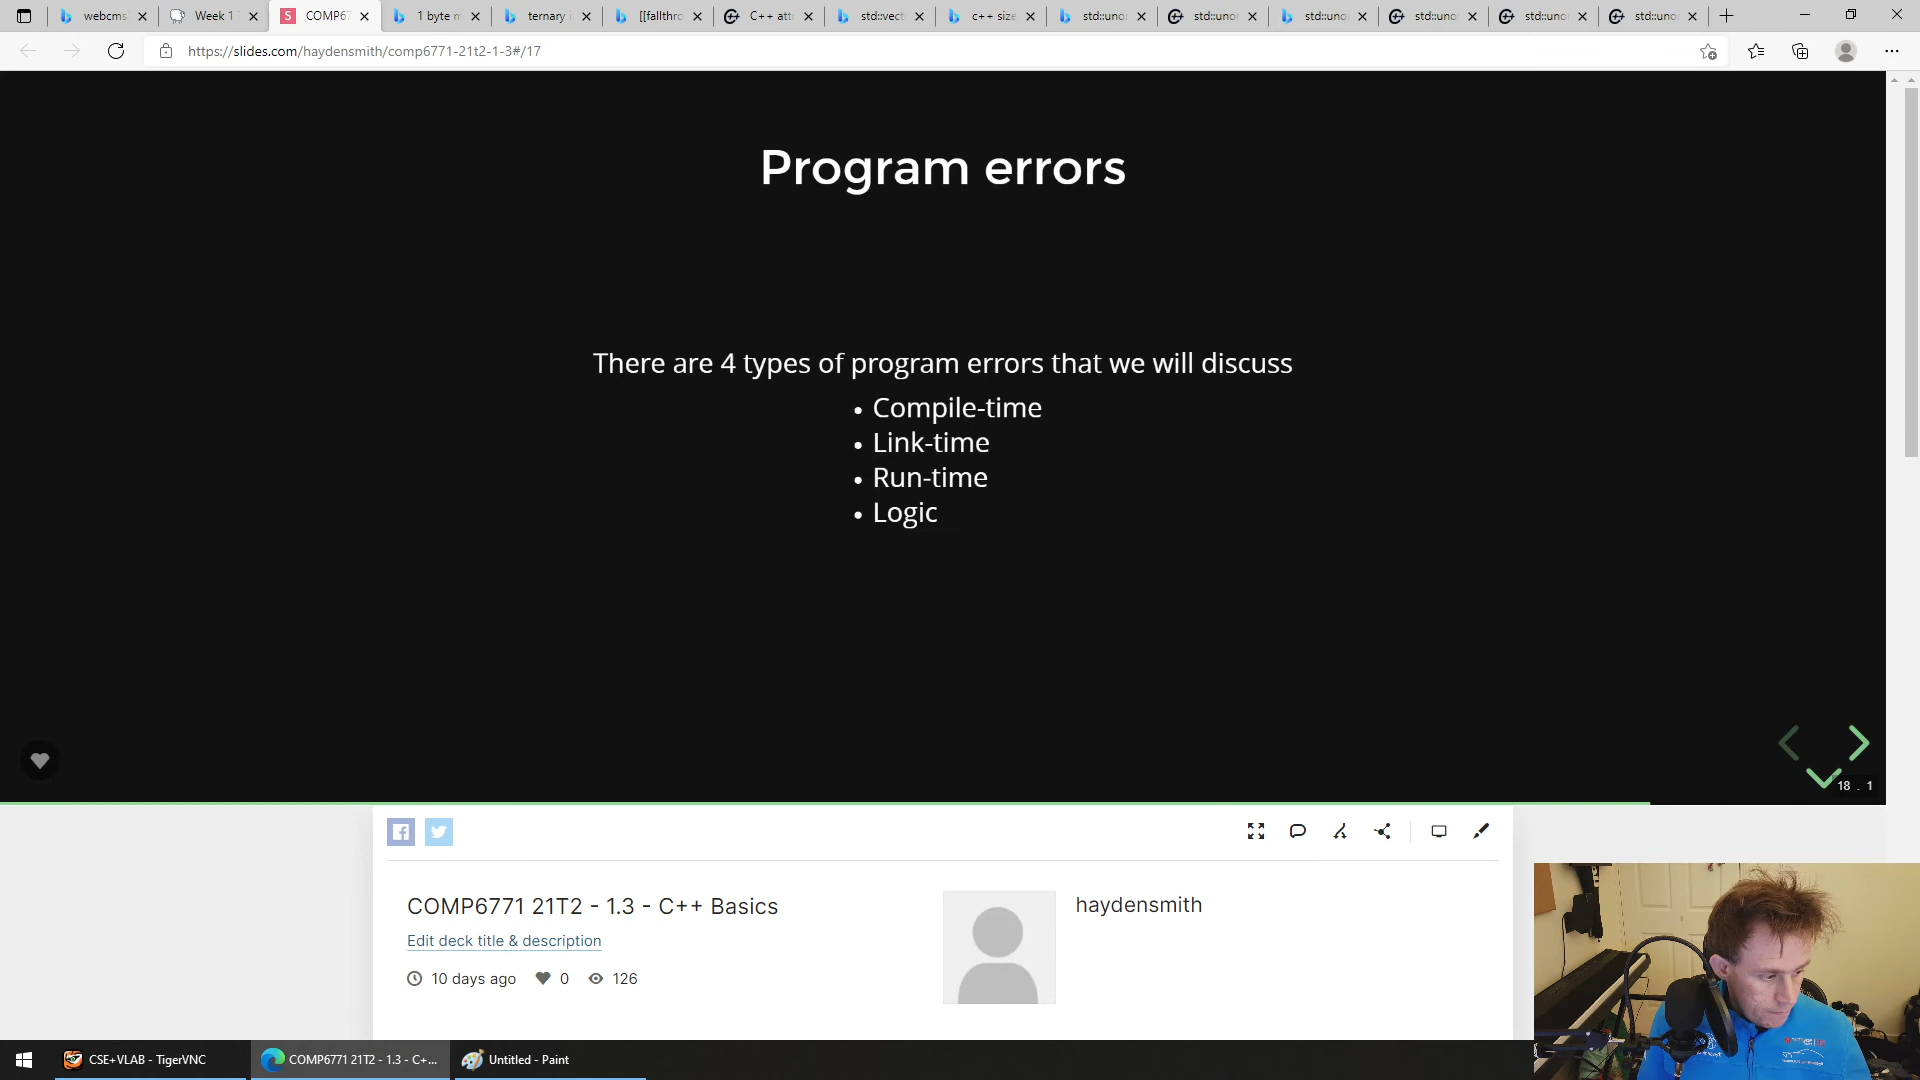 webcms
Week 1
COMP67
1 byte m
ternary i
[[fallthro
C++ att
std::vect
c++ size
std::unor
std::uno
std::unor
std::uno
std::uno
std::uno
https://slides.com/haydensmith/comp6771-21t2-1-3#/17
Program errors
There are 4 types of program errors that we will discuss
• Compile-time
• Link-time
• Run-time
• Logic
18 . 1
COMP6771 21T2 - 1.3 - C++ Basics
haydensmith
Edit deck title & description
10 days ago 0 126
CSE+VLAB - TigerVNC
COMP6771 21T2 - 1.3 - C+...
Untitled - Paint